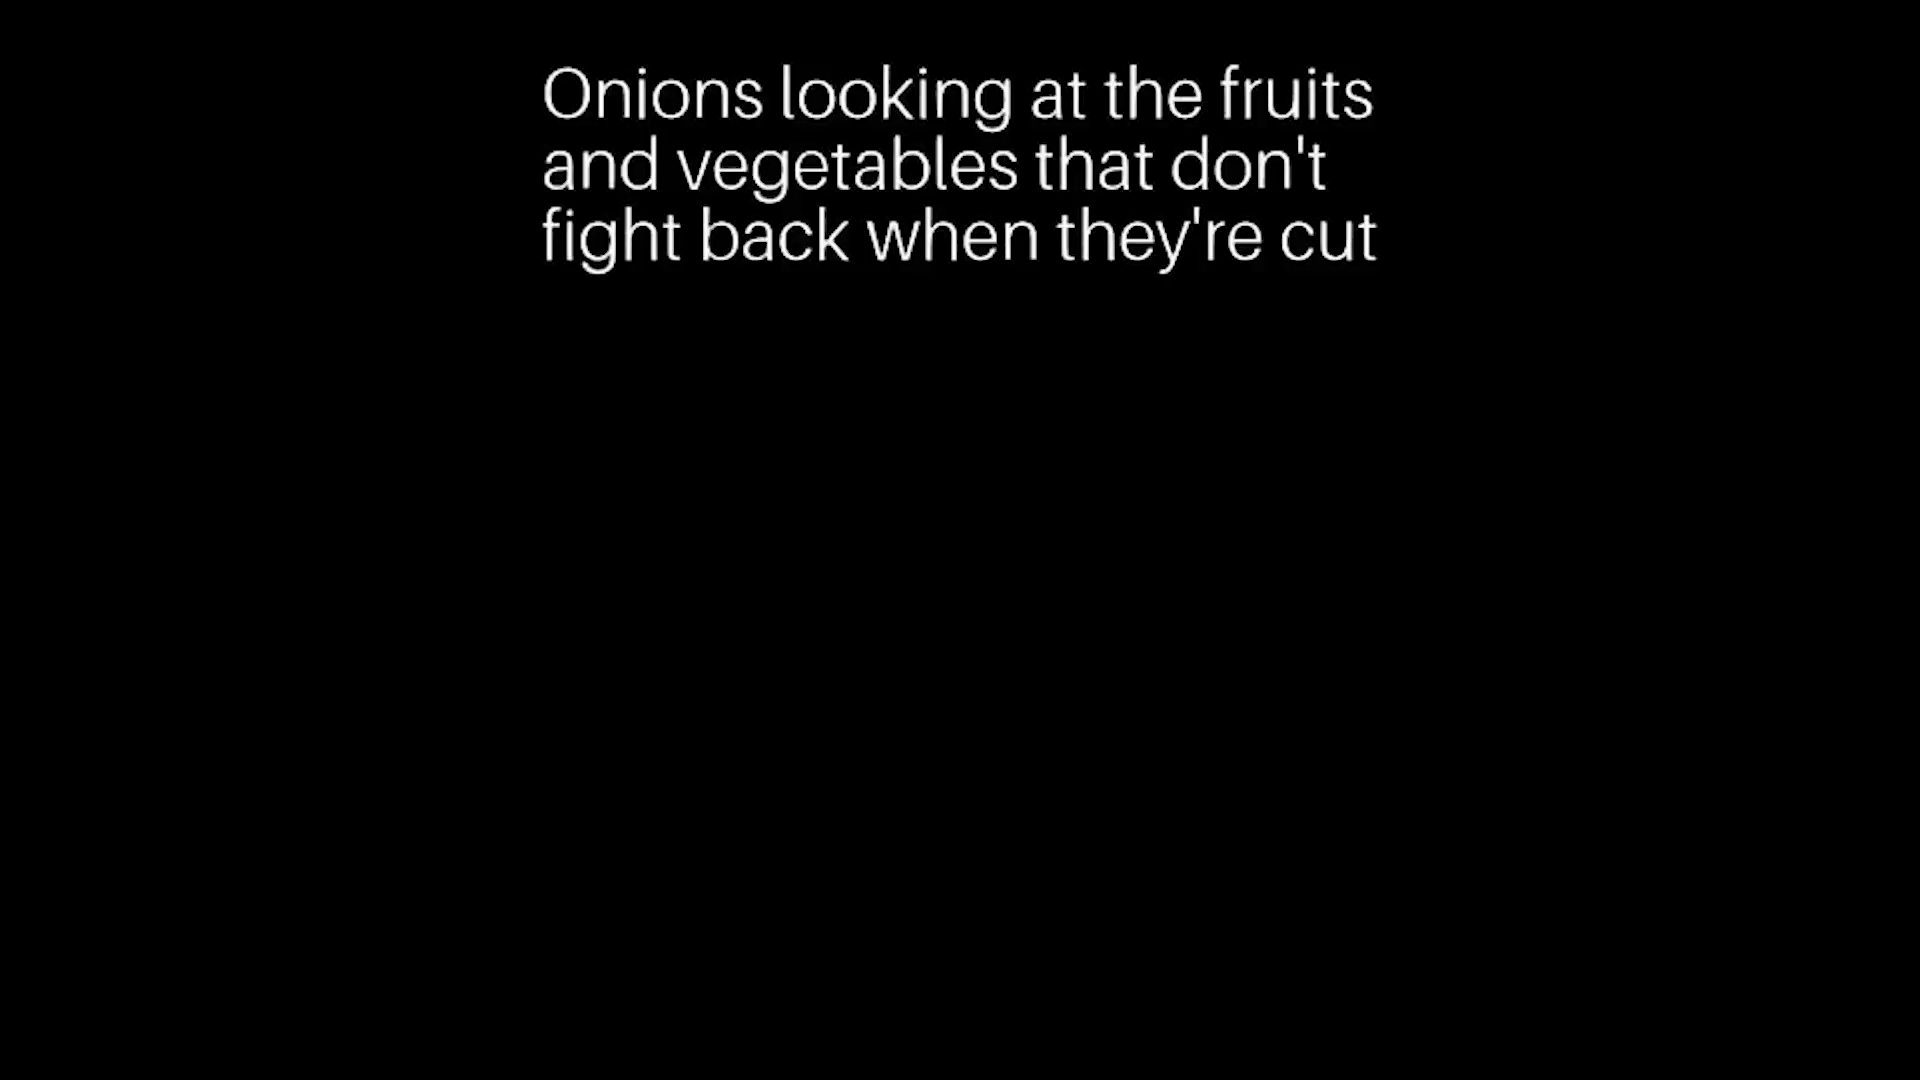 Onions looking at the fruits
and vegetables that don't
fight back when they're cut